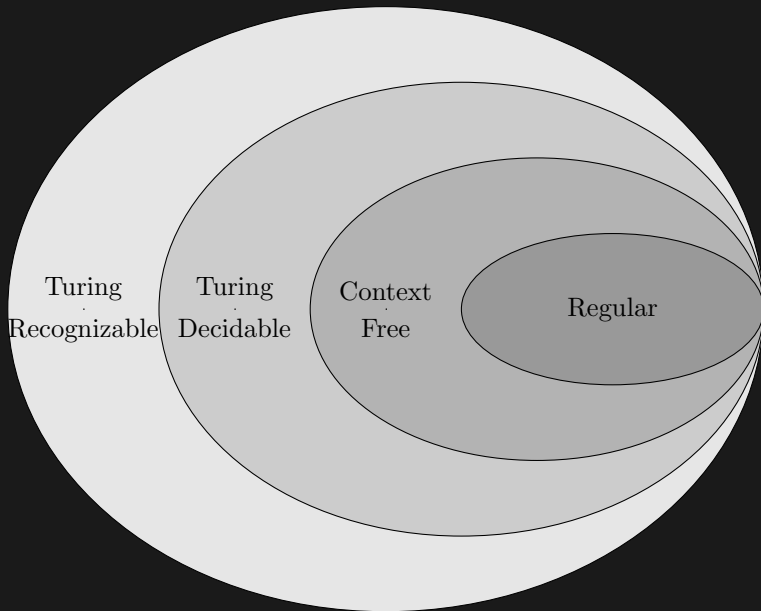 Turing
Recognizable
Turing
Decidable
Context
Free
Regular